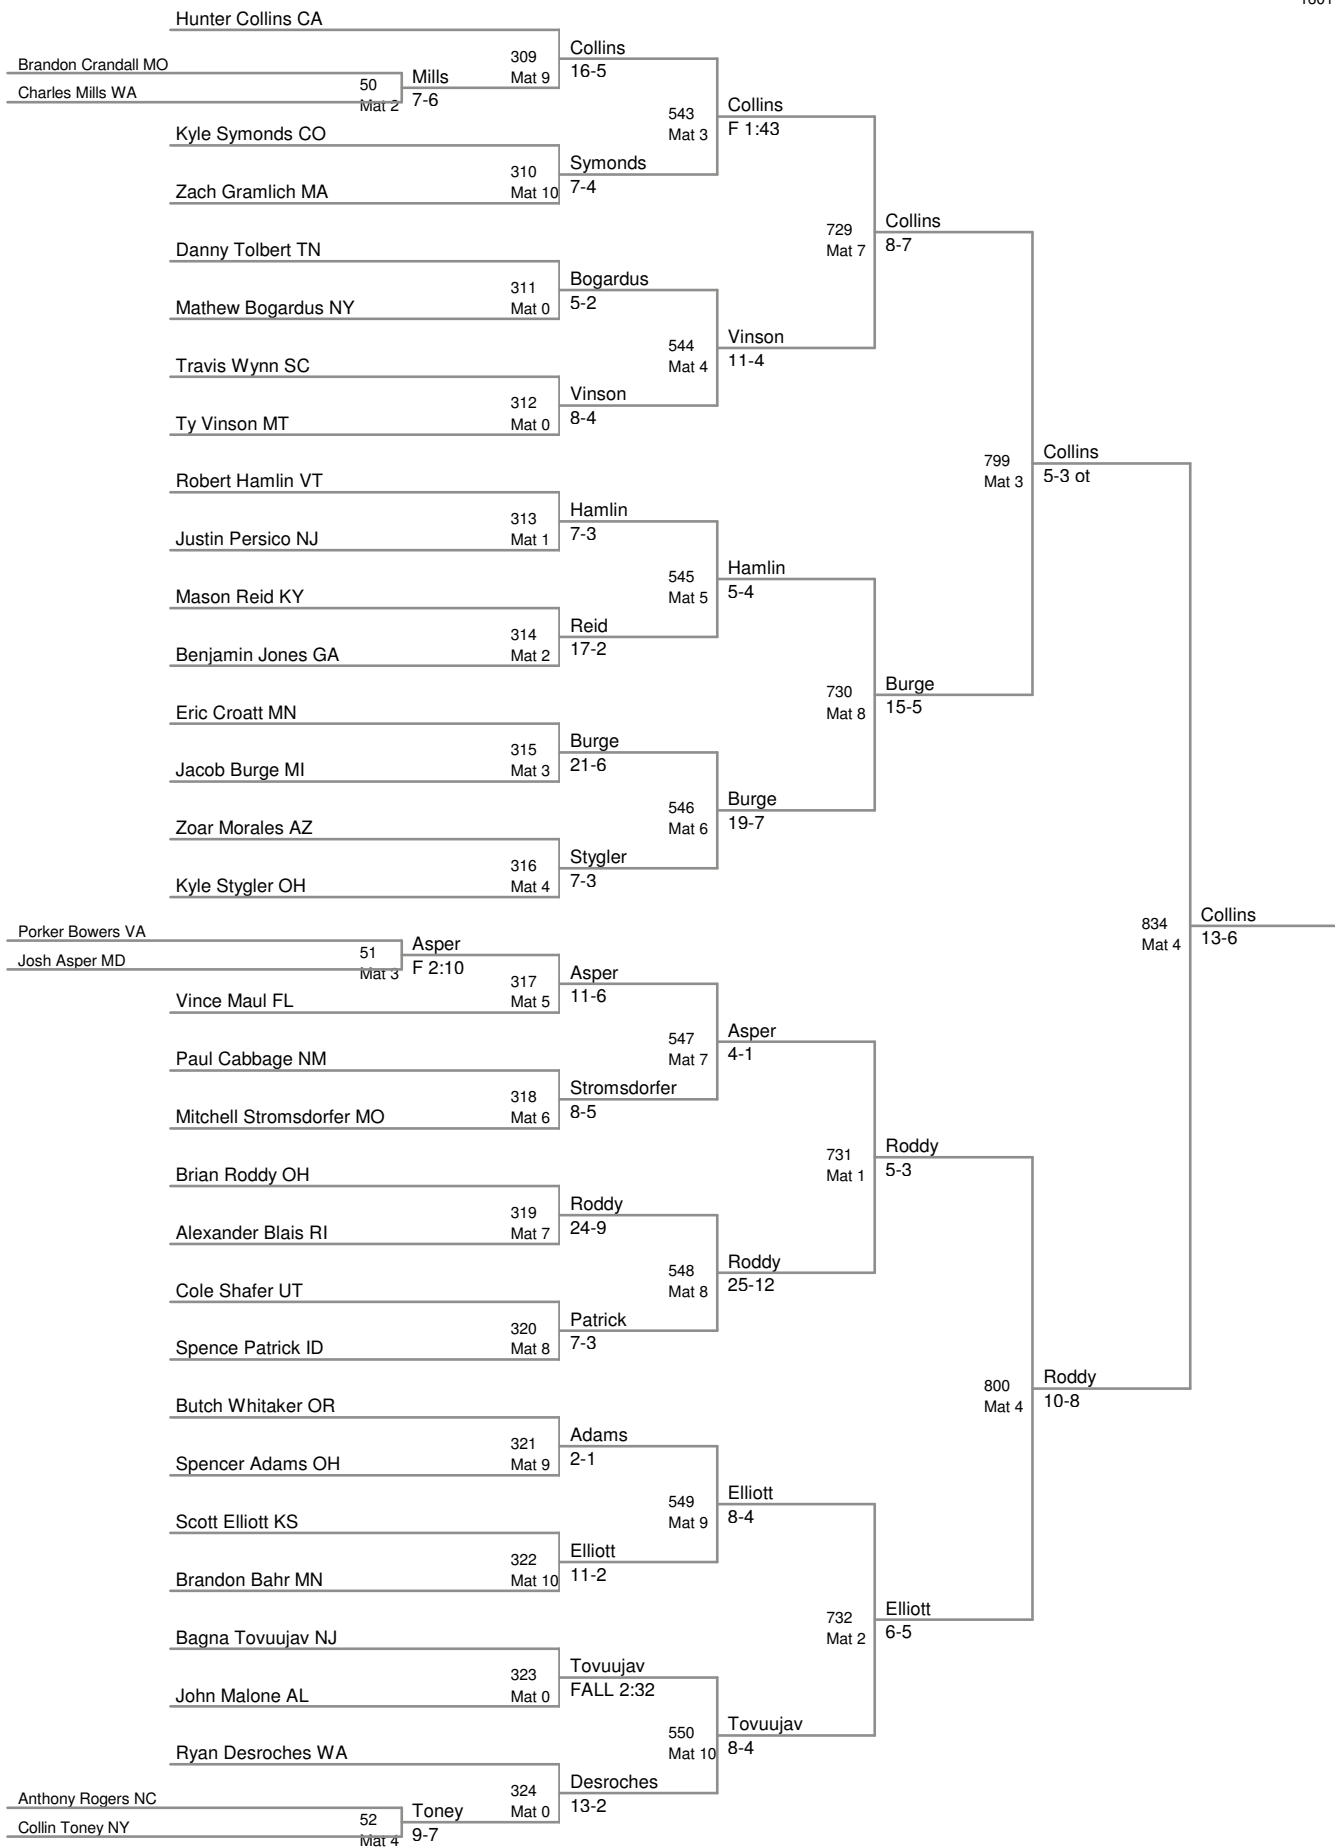 Hunter Collins CA
309
Mat 9
Collins
16-5
Brandon Crandall MO
Charles Mills WA
50
Mat 2
Mills
7-6
543
Mat 3
Collins
F 1:43
Kyle Symonds CO
Zach Gramlich MA
310
Mat 10
Symonds
7-4
729
Mat 7
Collins
8-7
Danny Tolbert TN
Mathew Bogardus NY
311
Mat 0
Bogardus
5-2
544
Mat 4
Vinson
11-4
Travis Wynn SC
Ty Vinson MT
312
Mat 0
Vinson
8-4
799
Mat 3
Collins
5-3 ot
Robert Hamlin VT
Justin Persico NJ
313
Mat 1
Hamlin
7-3
545
Mat 5
Hamlin
5-4
Mason Reid KY
Benjamin Jones GA
314
Mat 2
Reid
17-2
730
Mat 8
Burge
15-5
Eric Croatt MN
Jacob Burge MI
315
Mat 3
Burge
21-6
546
Mat 6
Burge
19-7
Zoar Morales AZ
Kyle Stygler OH
316
Mat 4
Stygler
7-3
834
Mat 4
Collins
13-6
Porker Bowers VA
Josh Asper MD
51
Mat 3
Asper
F 2:10
Vince Maul FL
317
Mat 5
Asper
11-6
547
Mat 7
Asper
4-1
Paul Cabbage NM
Mitchell Stromsdorfer MO
318
Mat 6
Stromsdorfer
8-5
731
Mat 1
Roddy
5-3
Brian Roddy OH
Alexander Blais RI
319
Mat 7
Roddy
24-9
548
Mat 8
Roddy
25-12
Cole Shafer UT
Spence Patrick ID
320
Mat 8
Patrick
7-3
800
Mat 4
Roddy
10-8
Butch Whitaker OR
Spencer Adams OH
321
Mat 9
Adams
2-1
549
Mat 9
Elliott
8-4
Scott Elliott KS
Brandon Bahr MN
322
Mat 10
Elliott
11-2
732
Mat 2
Elliott
6-5
Bagna Tovuujav NJ
John Malone AL
323
Mat 0
Tovuujav
FALL 2:32
550
Mat 10
Tovuujav
8-4
Ryan Desroches WA
324
Mat 0
Desroches
13-2
Anthony Rogers NC
Collin Toney NY
52
Mat 4
Toney
9-7